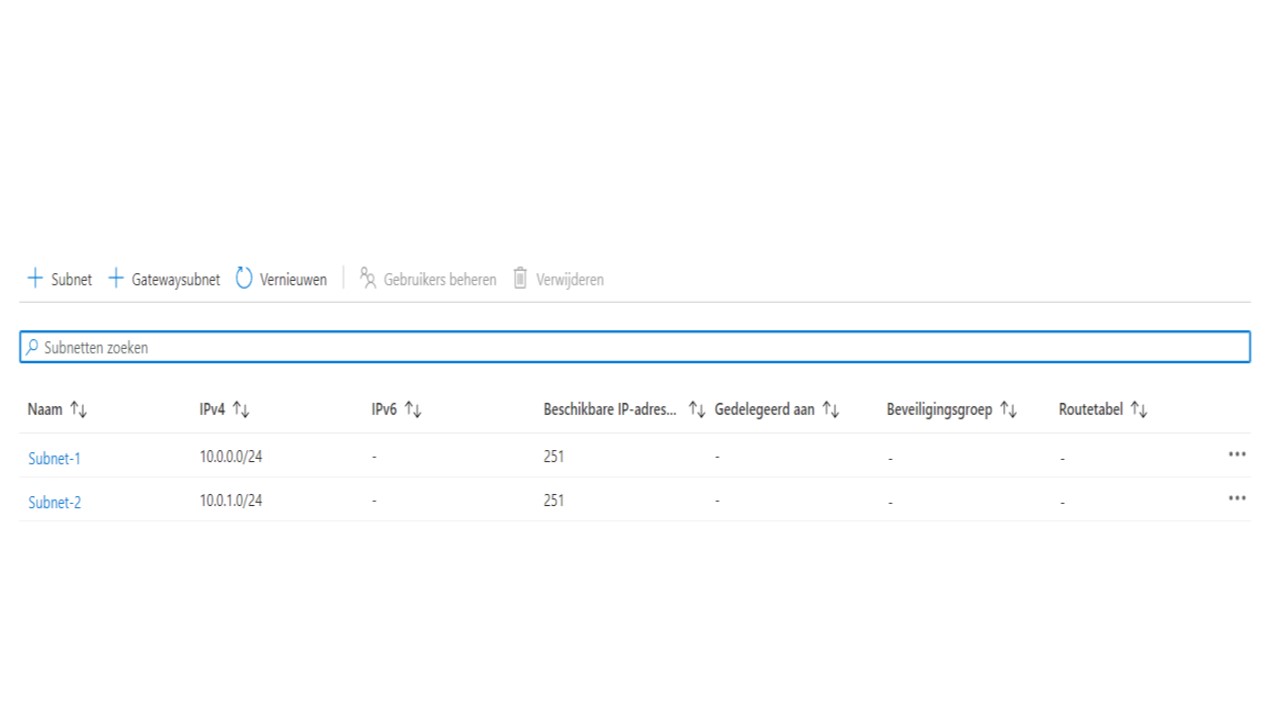 Subnet Gatewaysubnet Vernieuwen Gebruikers beheren Verwijderen
Subnetten zoeken
Naam IPv4 IPv6 Beschikbare IP-adres... Gedelegeerd aan Beveiligingsgroep Routetabel
Subnet-1 10.0.0.0/24 - 251 - - -
Subnet-2 10.0.1.0/24 - 251 - - -